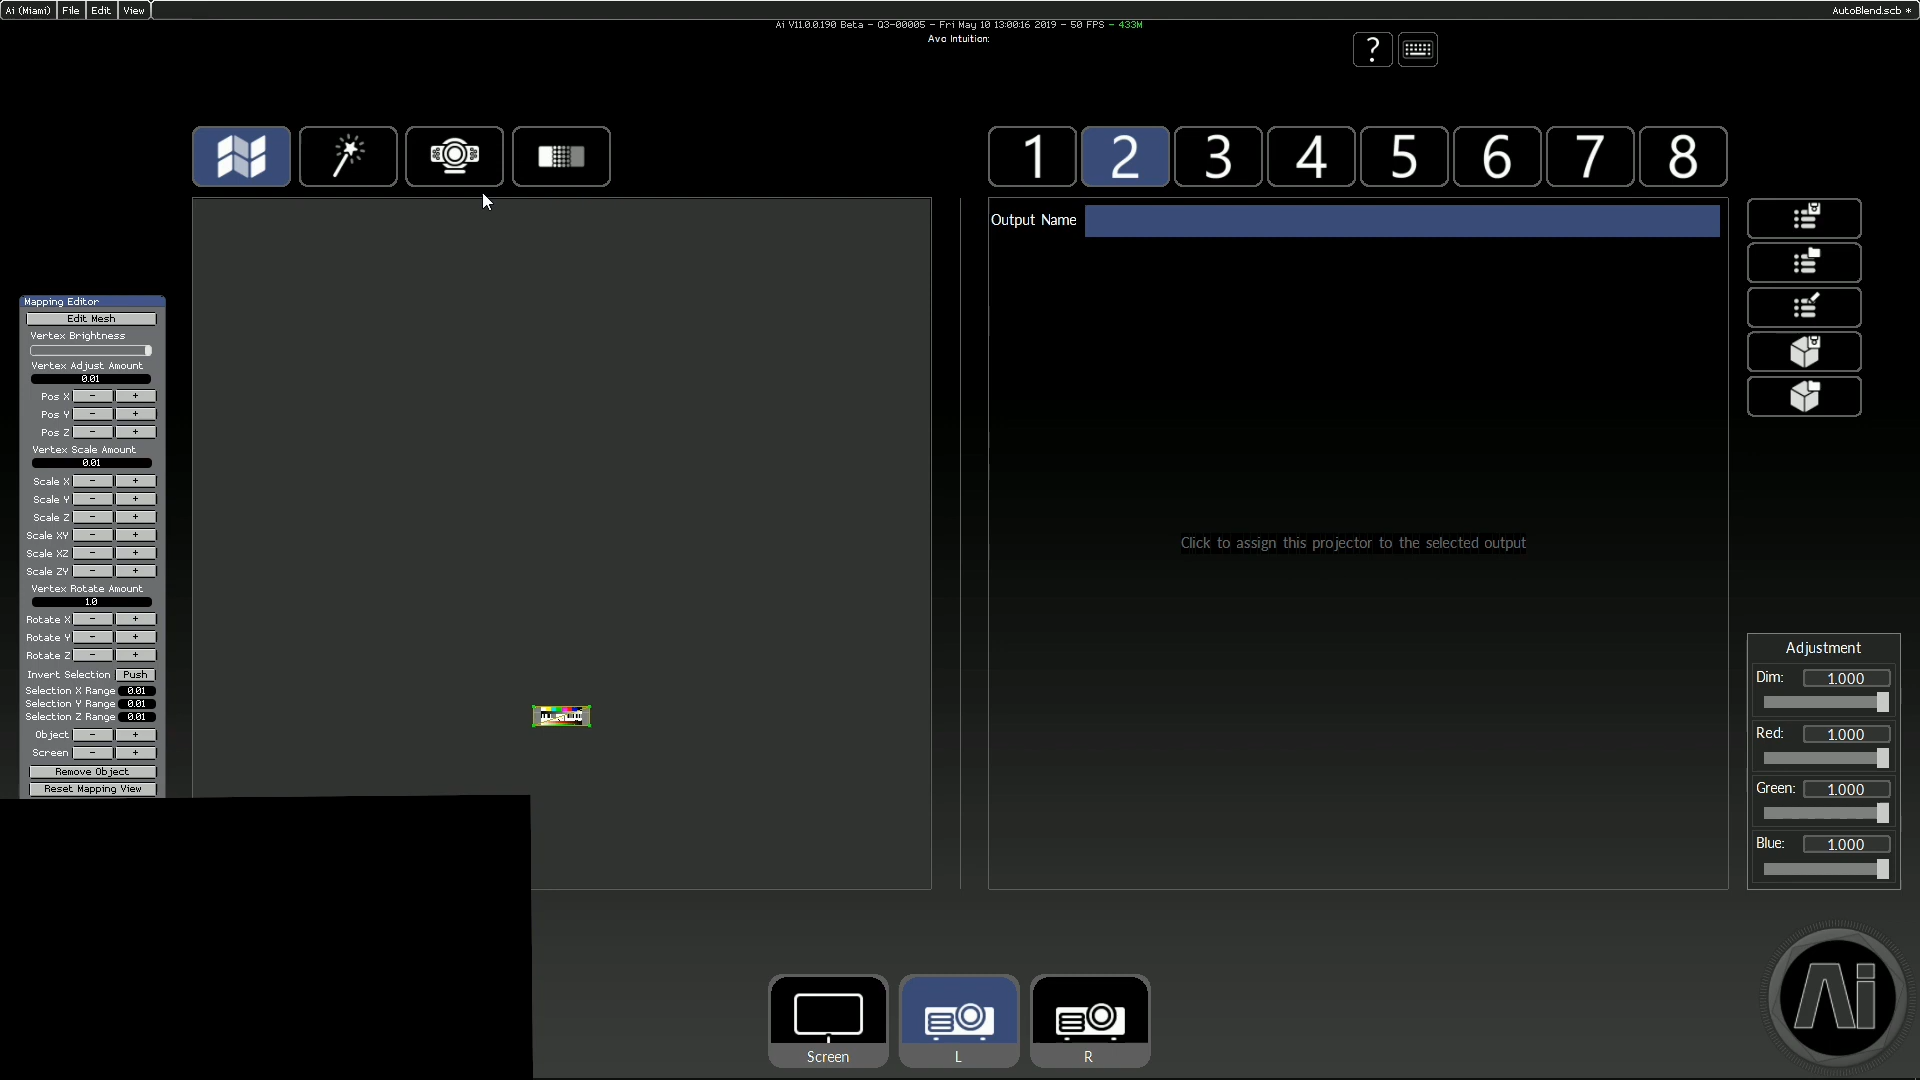 Ai (Miami) File Edit View
AutoBlend.scb *
Ai V11.0.0.190 Beta - Q3-00005 - Fri May 10 13:00:16 2019 - 50 FPS - 433M
Avo Intuition:
?
1 2 3 4 5 6 7 8
Output Name
Mapping Editor
Edit Mesh
Vertex Brightness
Vertex Adjust Amount
0.01
Pos X - +
Pos Y - +
Pos Z - +
Vertex Scale Amount
0.01
Scale X - +
Scale Y - +
Scale Z - +
Scale XY - +
Scale XZ - +
Scale ZY - +
Vertex Rotate Amount
1.0
Rotate X - +
Rotate Y - +
Rotate Z - +
Invert Selection Push
Selection X Range 0.01
Selection Y Range 0.01
Selection Z Range 0.01
Object - +
Screen - +
Remove Object
Reset Mapping View
Click to assign this projector to the selected output
Adjustment
Dim: 1.000
Red: 1.000
Green: 1.000
Blue: 1.000
Screen
L
R
Ai